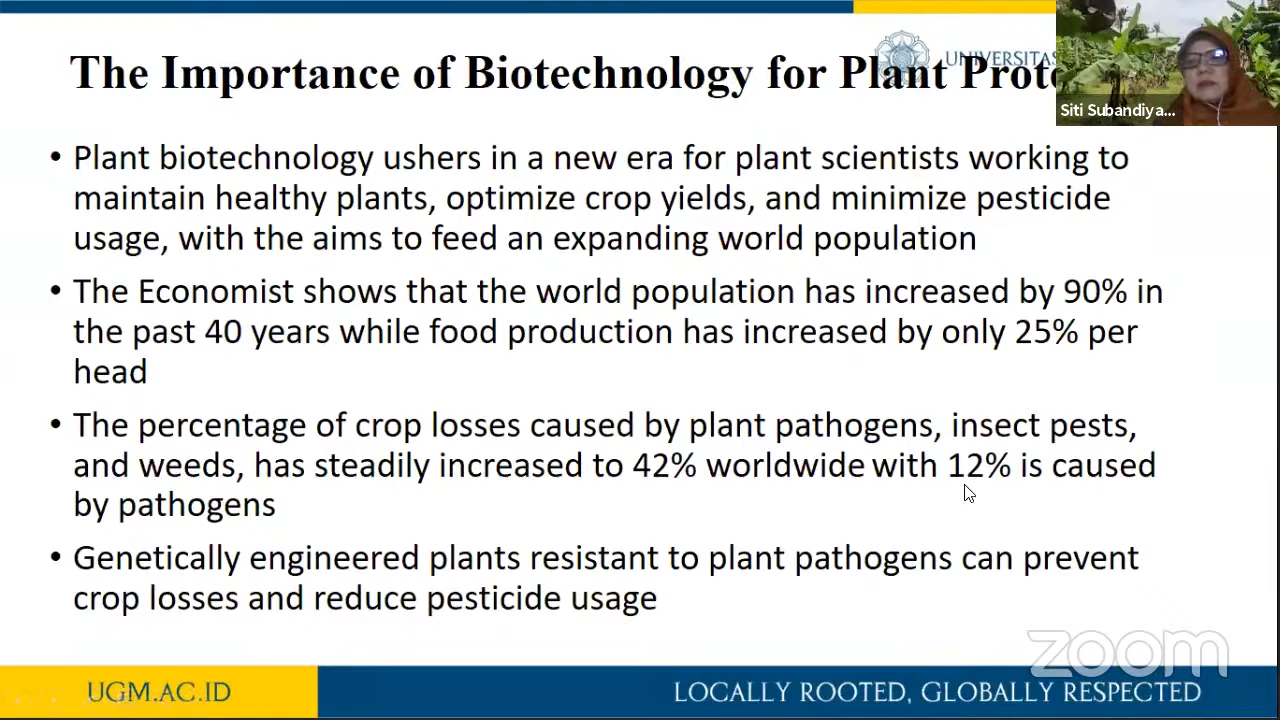 The Importance of Biotechnology for Plant
UNIVERSITAS
Siti Subandiya...
• Plant biotechnology ushers in a new era for plant scientists working to
maintain healthy plants, optimize crop yields, and minimize pesticide
usage, with the aims to feed an expanding world population
• The Economist shows that the world population has increased by 90% in
the past 40 years while food production has increased by only 25% per
head
• The percentage of crop losses caused by plant pathogens, insect pests,
and weeds, has steadily increased to 42% worldwide with 12% is caused
by pathogens
• Genetically engineered plants resistant to plant pathogens can prevent
crop losses and reduce pesticide usage
zoom
UGM.AC.ID
LOCALLY ROOTED, GLOBALLY RESPECTED